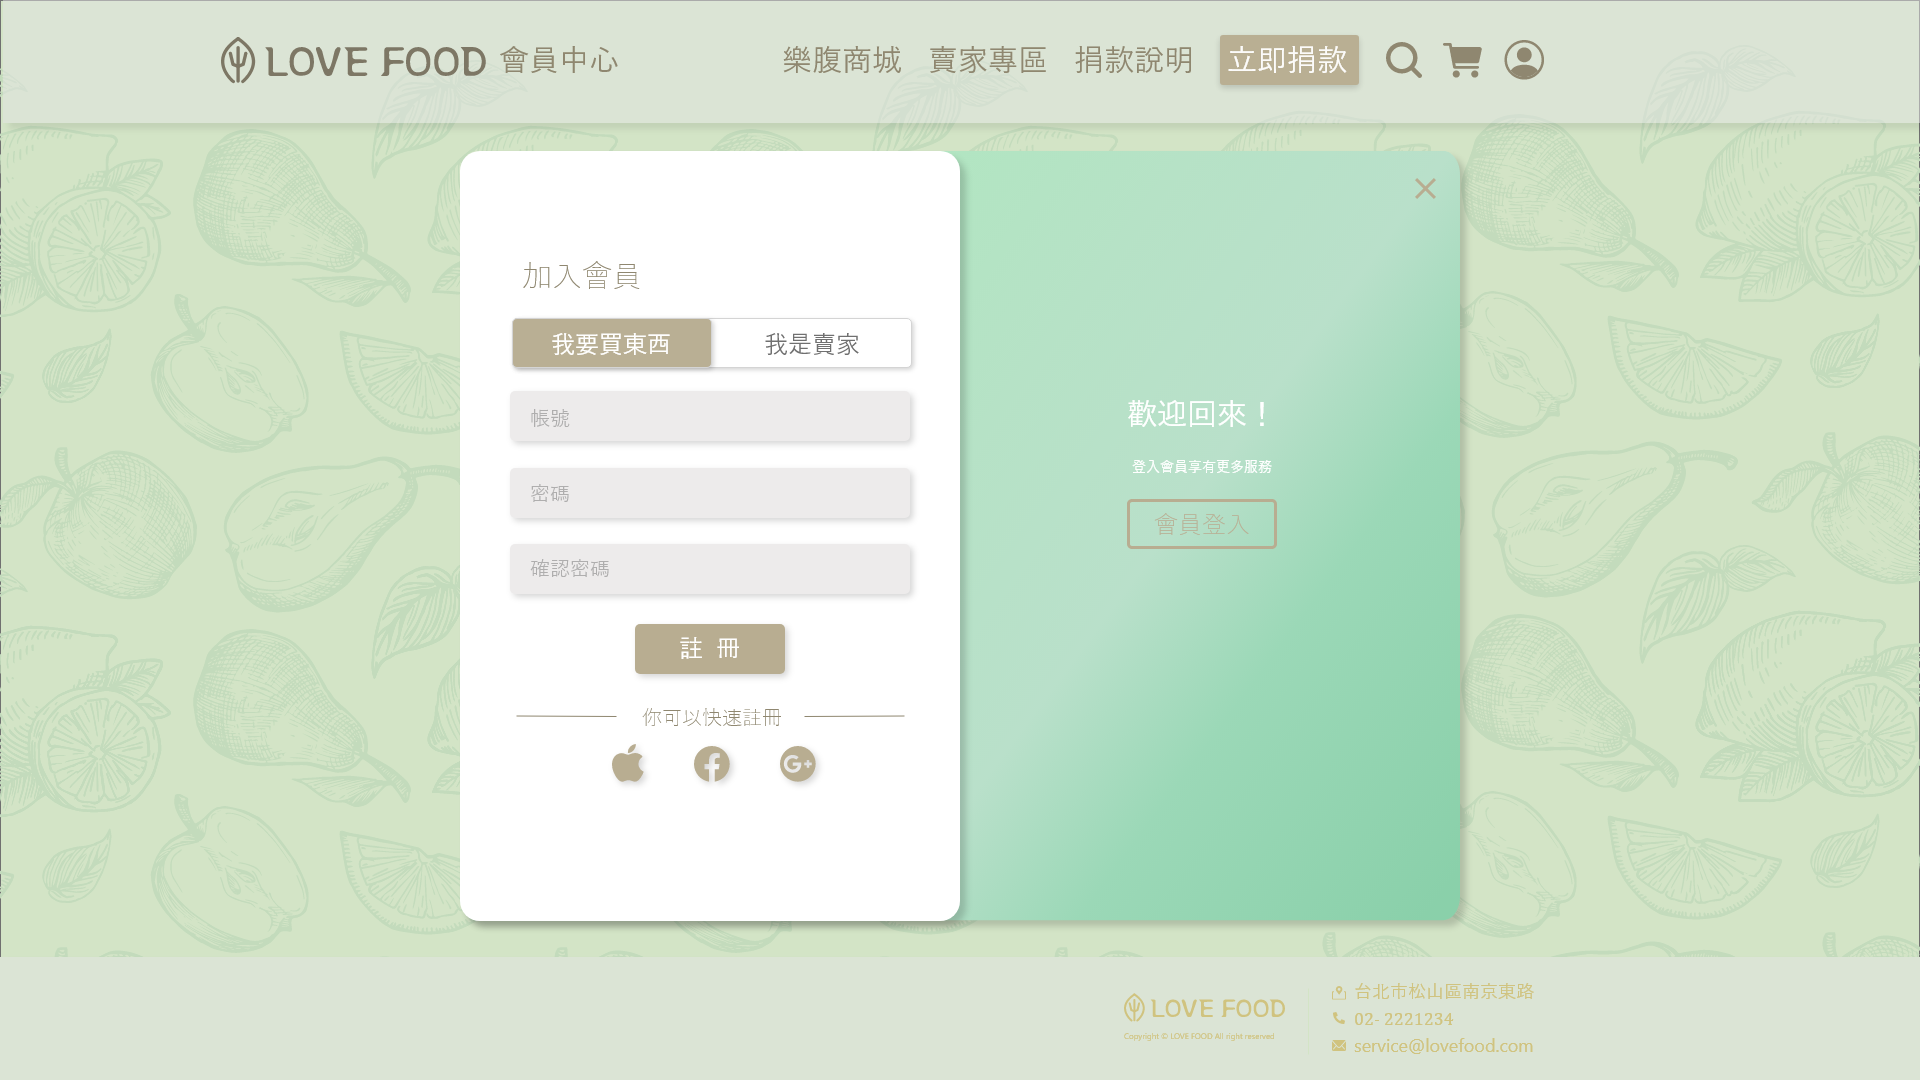 LOVE FOOD 會員中心
樂腹商城 賣家專區 捐款說明 立即捐款
加入會員
我要買東西 我是賣家
帳號
密碼
確認密碼
註 冊
你可以快速註冊
歡迎回來！
登入會員享有更多服務
會員登入
LOVE FOOD
Copyright © LOVE FOOD All right reserved
台北市松山區南京東路
02- 2221234
service@lovefood.com